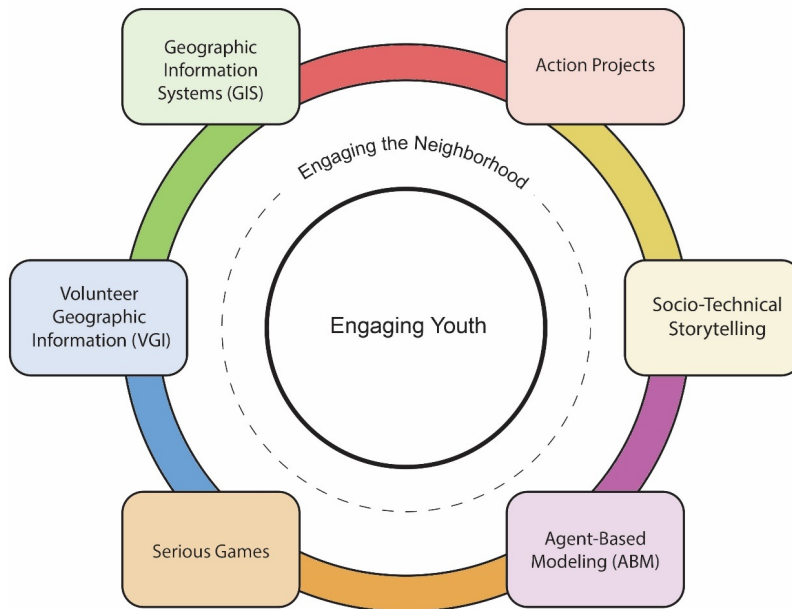 Geographic
Information
Systems (GIS)
Action Projects
Engaging the Neighborhood
Volunteer
Geographic
Information (VGI)
Engaging Youth
Socio-Technical
Storytelling
Serious Games
Agent-Based
Modeling (ABM)